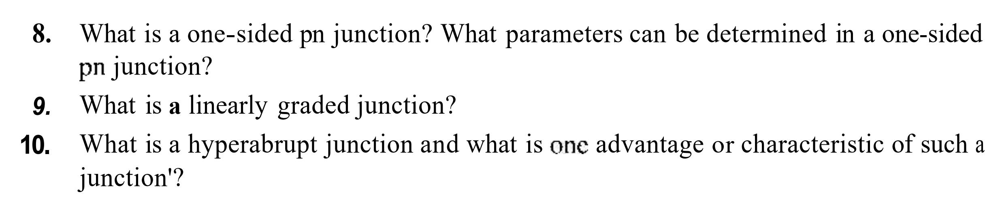 8. What is a one-sided pn junction? What parameters can be determined in a one-sided
pn junction?
9. What is a linearly graded junction?
10. What is a hyperabrupt junction and what is one advantage or characteristic of such a
junction'?